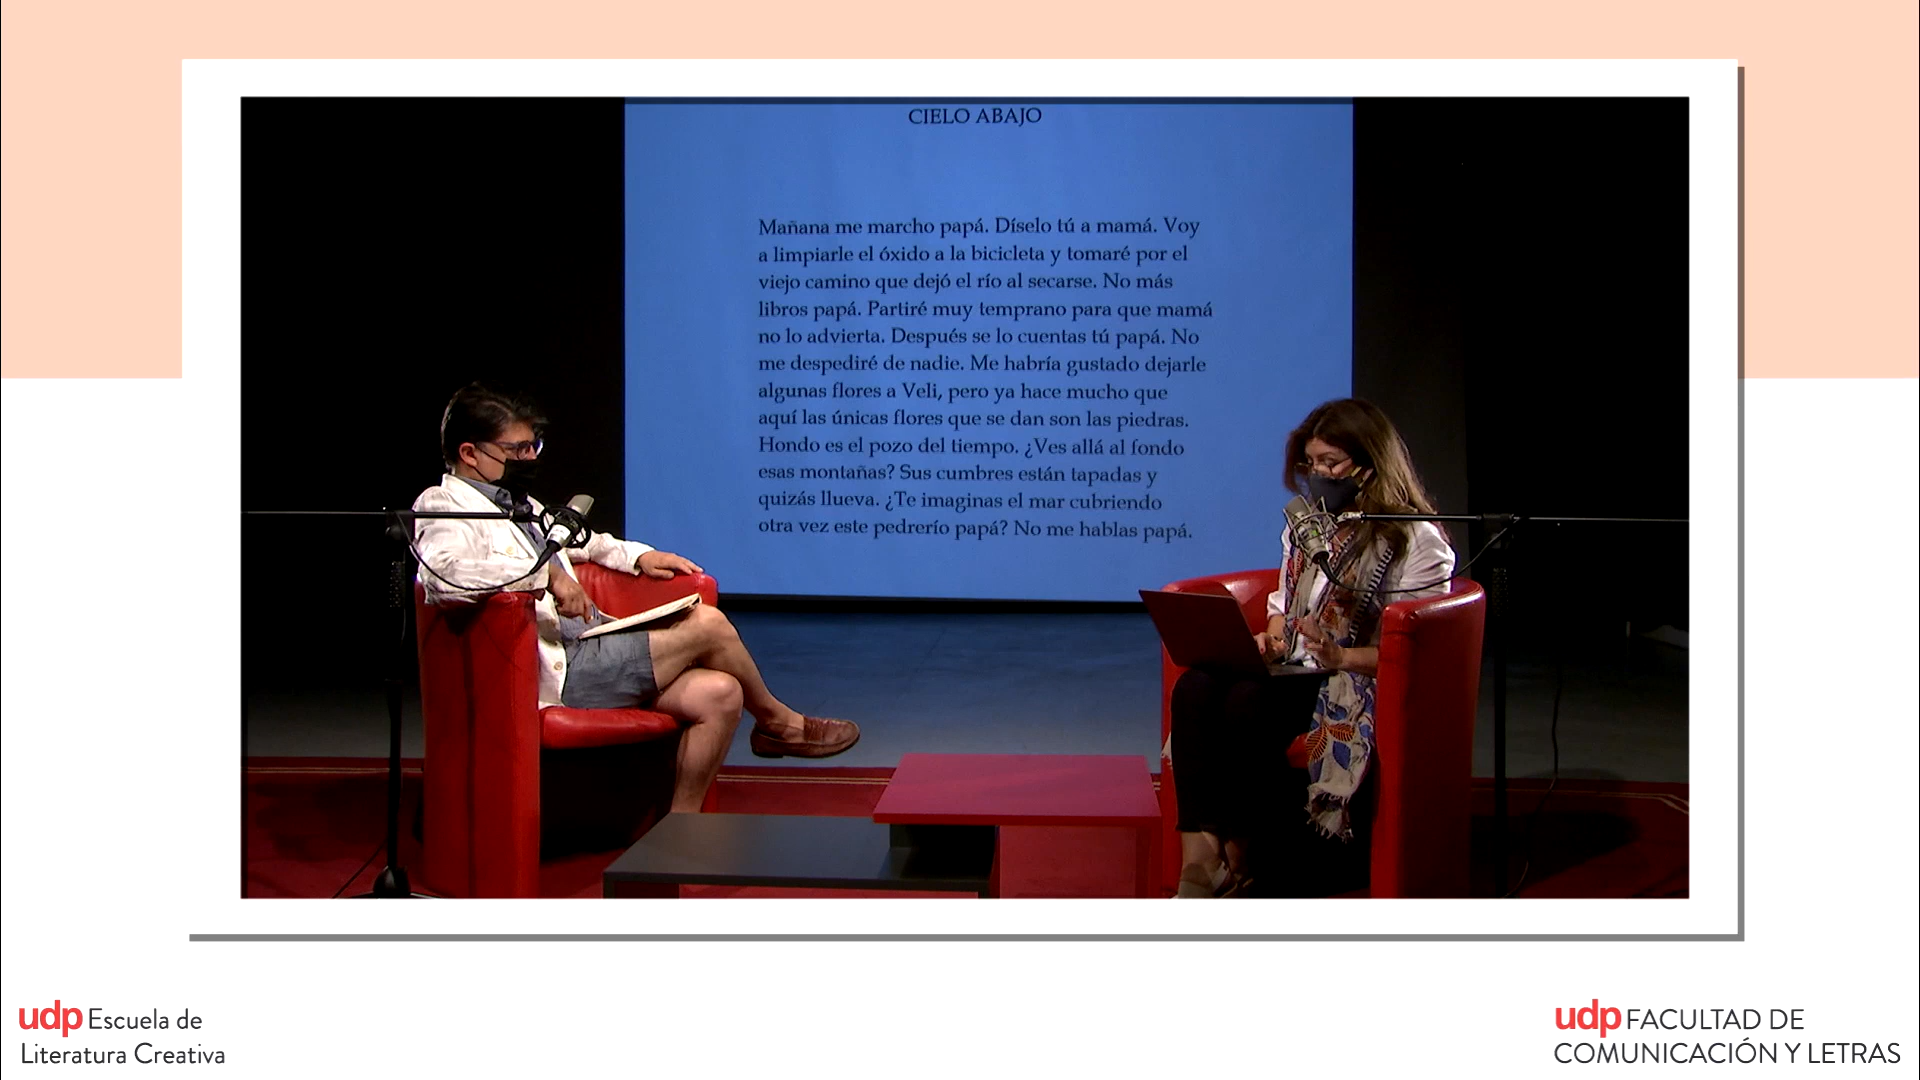 CIELO ABAJO
Mañana me marcho papá. Díselo tú a mamá. Voy
a limpiarle el óxido a la bicicleta y tomaré por el
viejo camino que dejó el río al secarse. No más
libros papá. Partiré muy temprano para que mamá
no lo advierta. Después se lo cuentas tú papá. No
me despediré de nadie. Me habría gustado dejarle
algunas flores a Veli, pero ya hace mucho que
aquí las únicas flores que se dan son las piedras.
Hondo es el pozo del tiempo. ¿Ves allá al fondo
esas montañas? Sus cumbres están tapadas y
quizás llueva. ¿Te imaginas el mar cubriendo
otra vez este pedrerío papá? No me hablas papá.
udp Escuela de
Literatura Creativa
udp FACULTAD DE
COMUNICACIÓN Y LETRAS